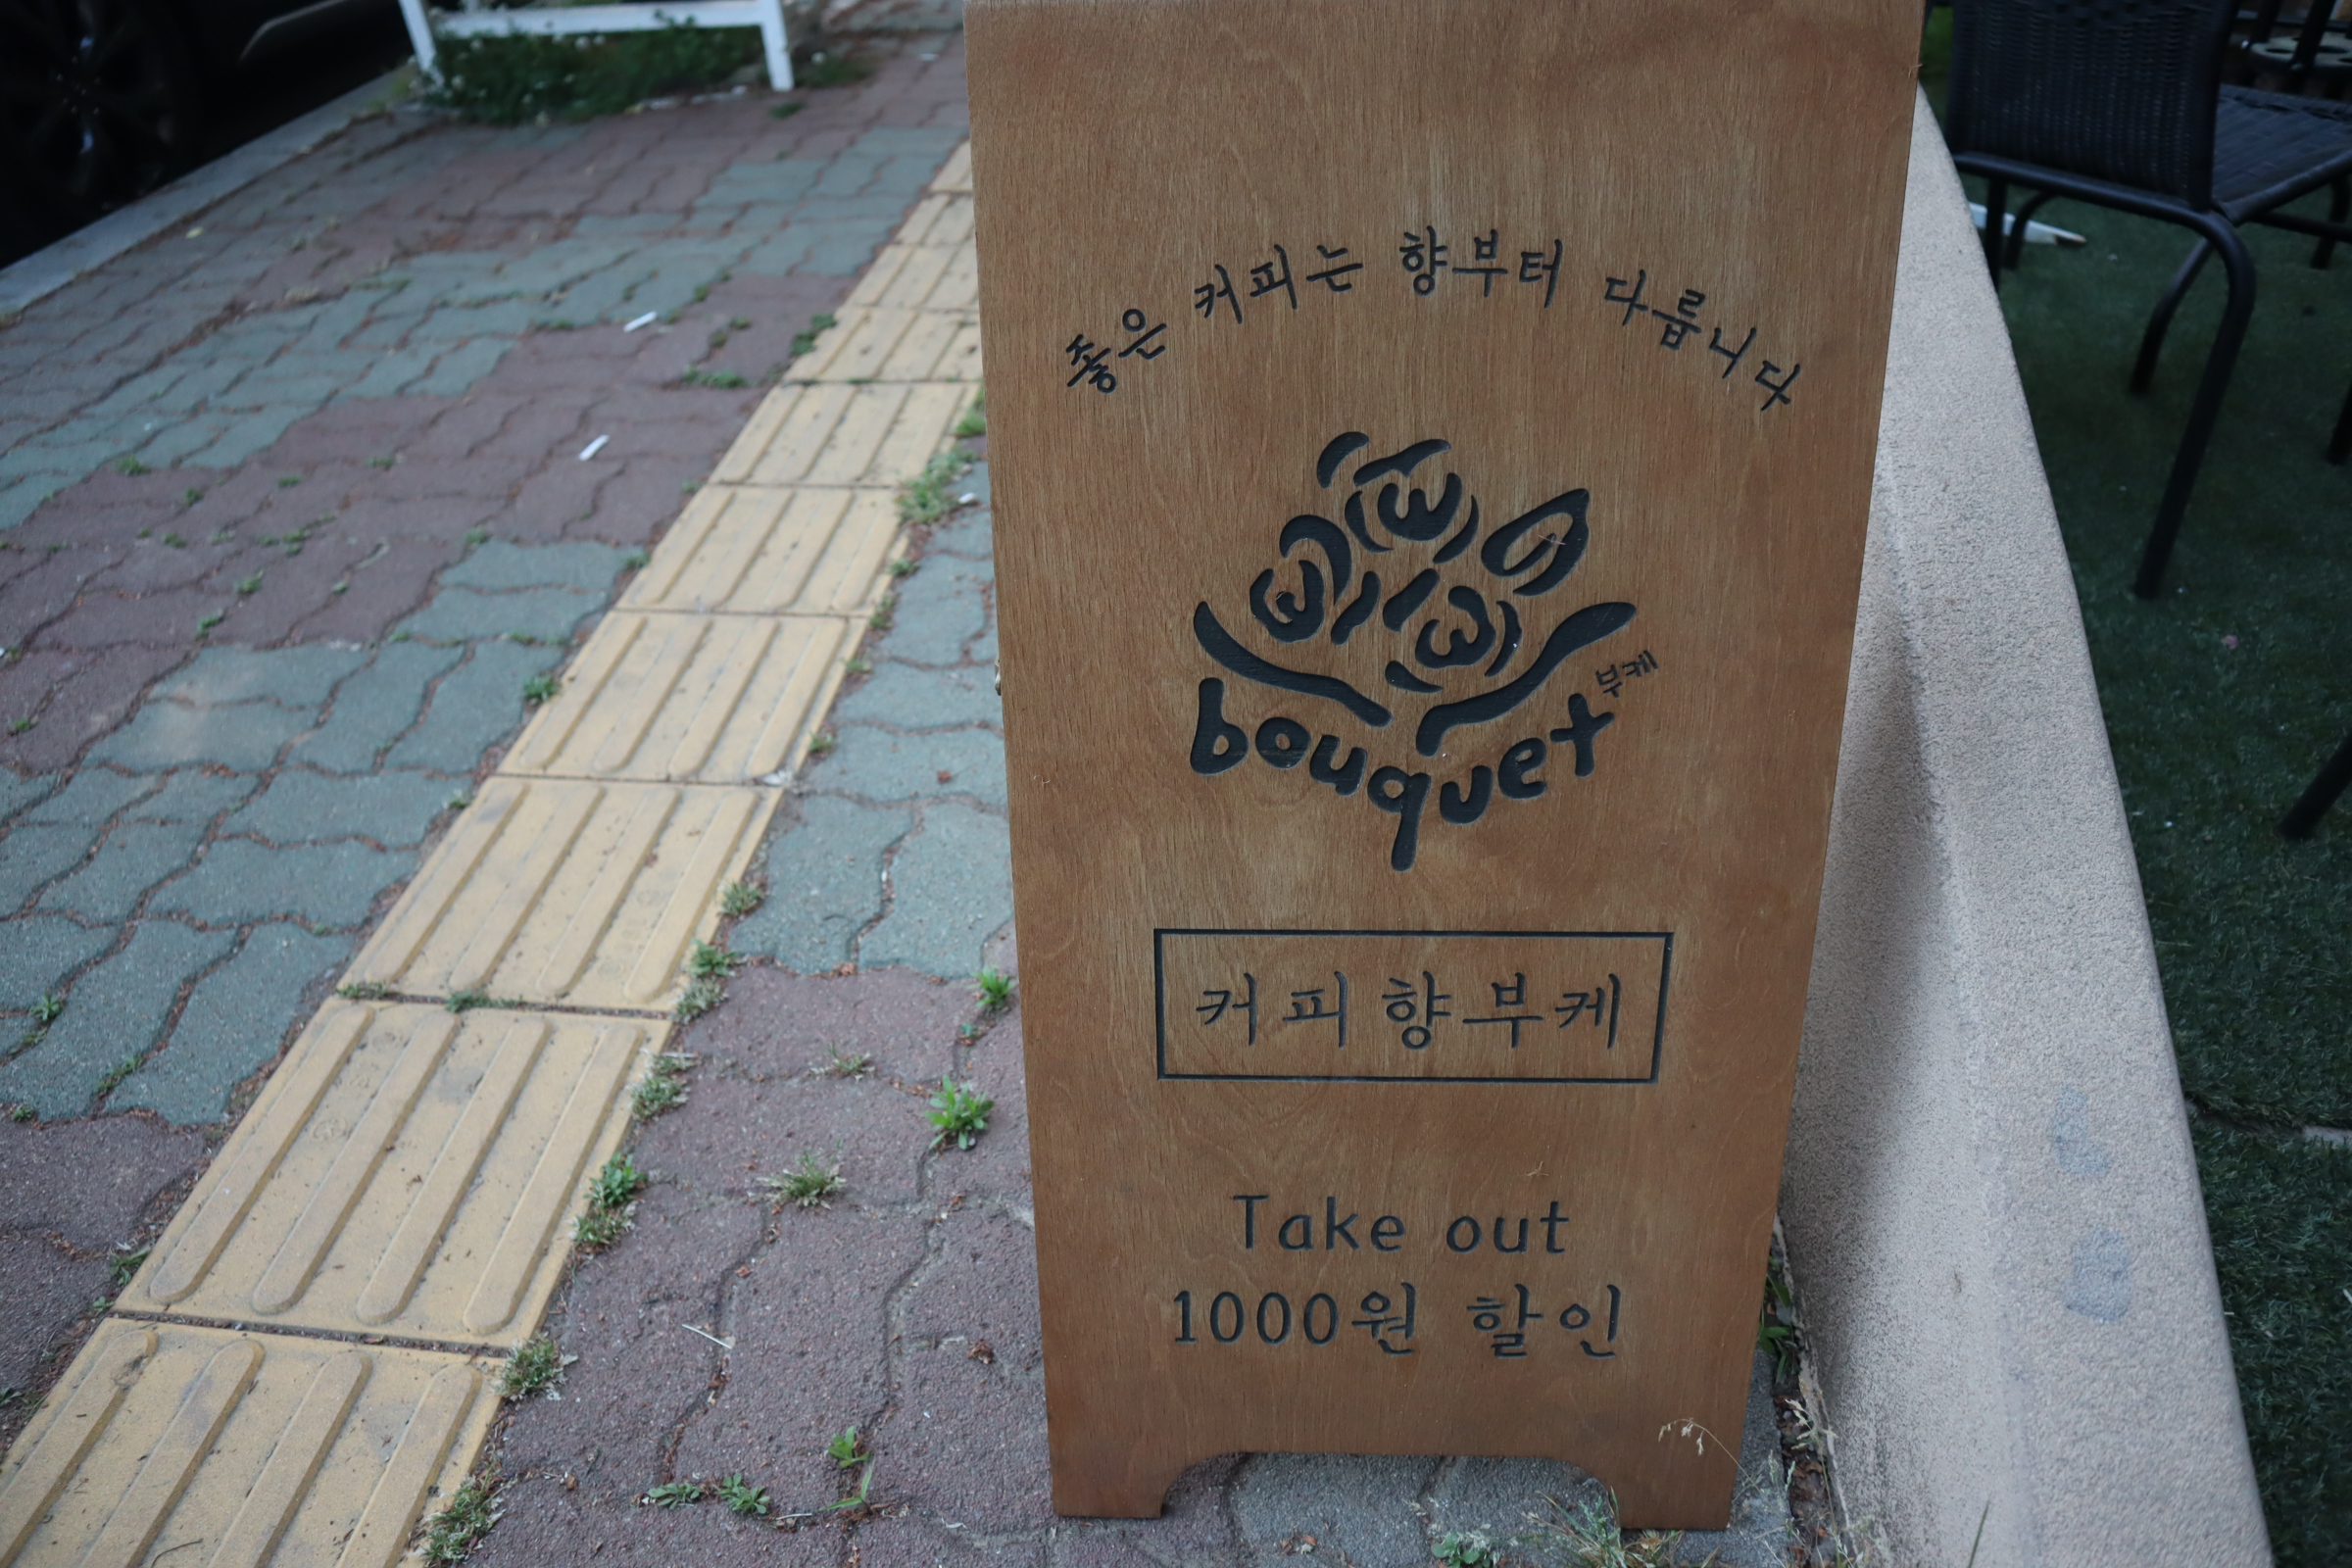 좋은 커피는 향부터 다릅니다
bouquet 부케
커피향부케
Take out
1000원 할인